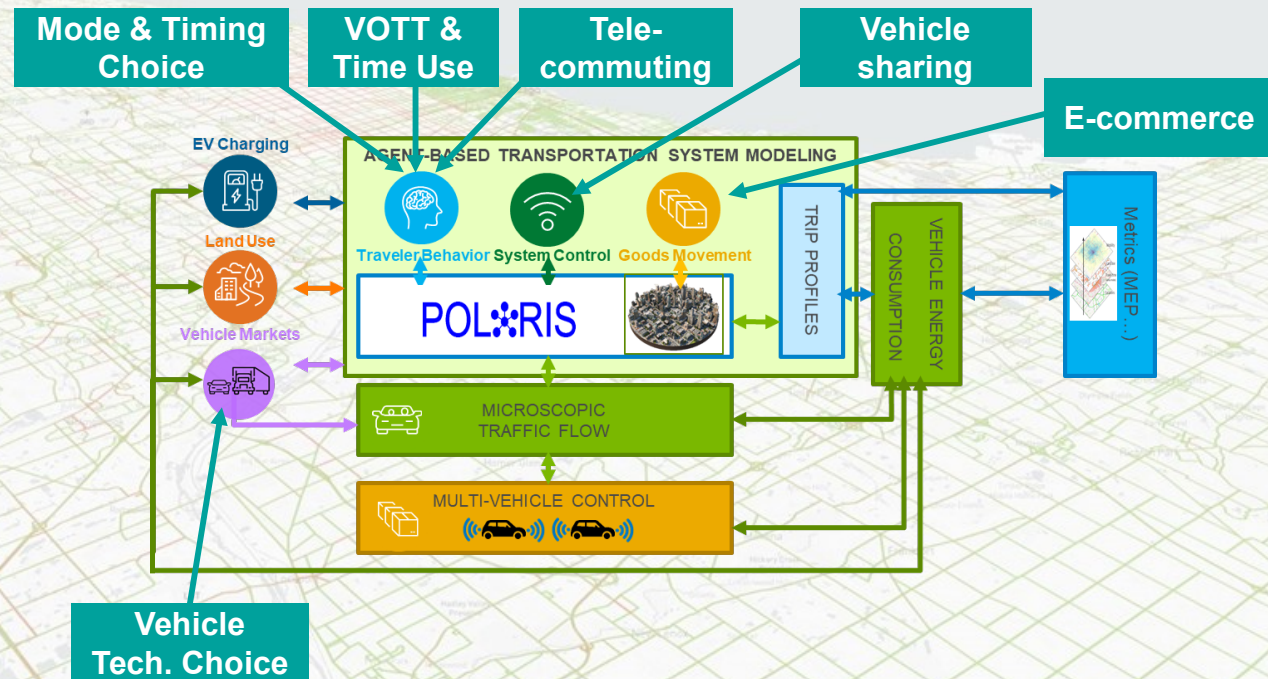 Mode & Timing
Choice
VOTT &
Time Use
Tele-
commuting
Vehicle
sharing
E-commerce
EV Charging
Land Use
Vehicle Markets
AGENT-BASED TRANSPORTATION SYSTEM MODELING
Traveler Behavior
System Control
Goods Movement
POLARIS
TRIP PROFILES
VEHICLE ENERGY
CONSUMPTION
Metrics (MEP ...)
MICROSCOPIC
TRAFFIC FLOW
MULTI-VEHICLE CONTROL
Vehicle
Tech. Choice